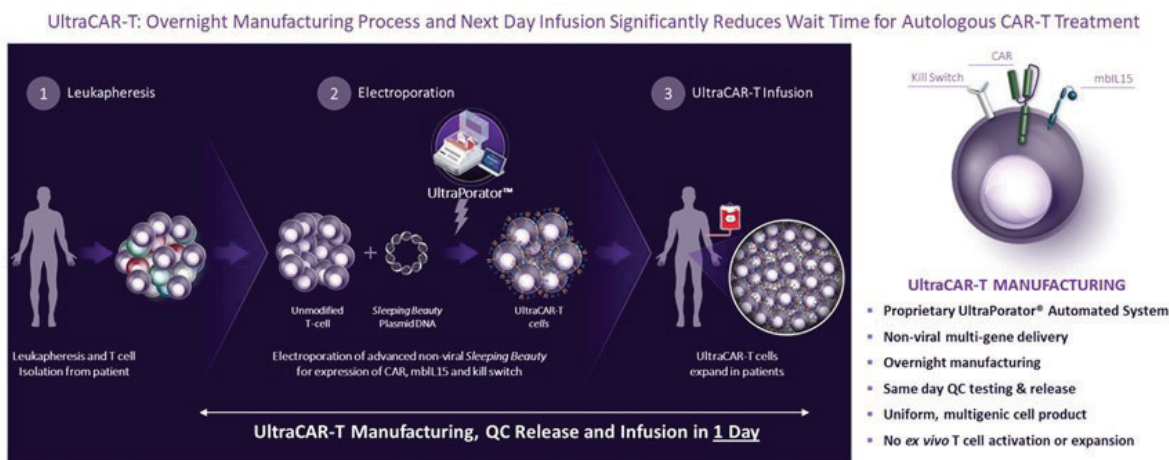 UltraCAR-T: Overnight Manufacturing Process and Next Day Infusion Significantly Reduces Wait Time for Autologous CAR-T Treatment
1 Leukapheresis
2 Electroporation
3 UltraCAR-T Infusion
UltraPorator™
+
Unmodified
T-cell
Sleeping Beauty
Plasmid DNA
UltraCAR-T
cells
Leukapheresis and T cell
Isolation from patient
Electroporation of advanced non-viral Sleeping Beauty
for expression of CAR, mbIL15 and kill switch
UltraCAR-T cells
expand in patients
UltraCAR-T Manufacturing, QC Release and Infusion in 1 Day
CAR
Kill Switch
mbIL15
UltraCAR-T MANUFACTURING
▪ Proprietary UltraPorator® Automated System
▪ Non-viral multi-gene delivery
▪ Overnight manufacturing
▪ Same day QC testing & release
▪ Uniform, multigenic cell product
▪ No ex vivo T cell activation or expansion